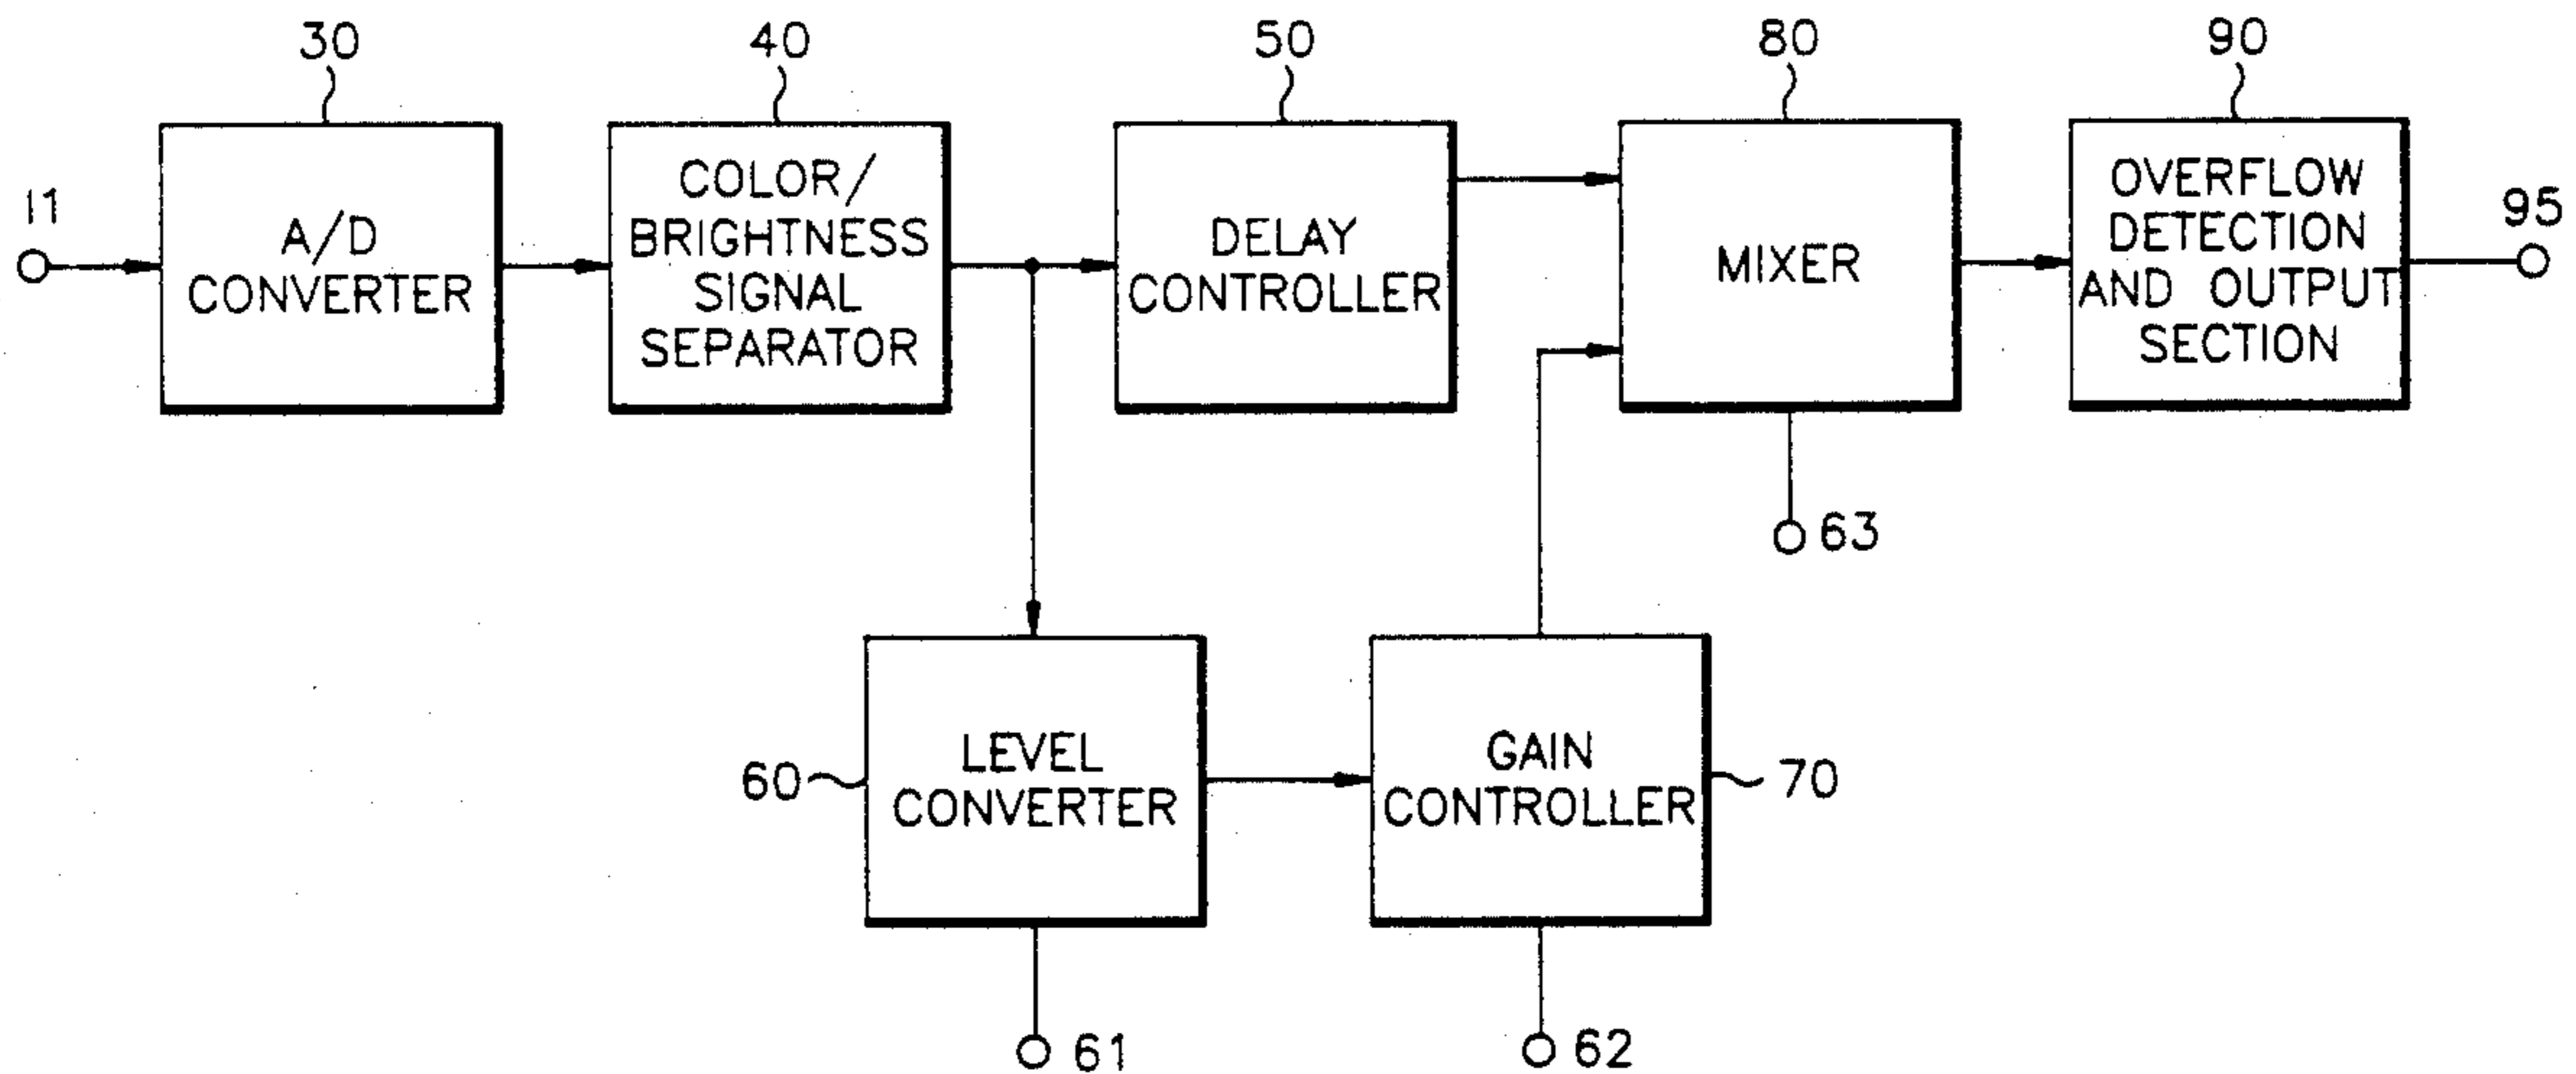 30
40
50
80
90
11
A/D
CONVERTER
COLOR/
BRIGHTNESS
SIGNAL
SEPARATOR
DELAY
CONTROLLER
MIXER
OVERFLOW
DETECTION
AND OUTPUT
SECTION
95
63
60
LEVEL
CONVERTER
GAIN
CONTROLLER
70
61
62